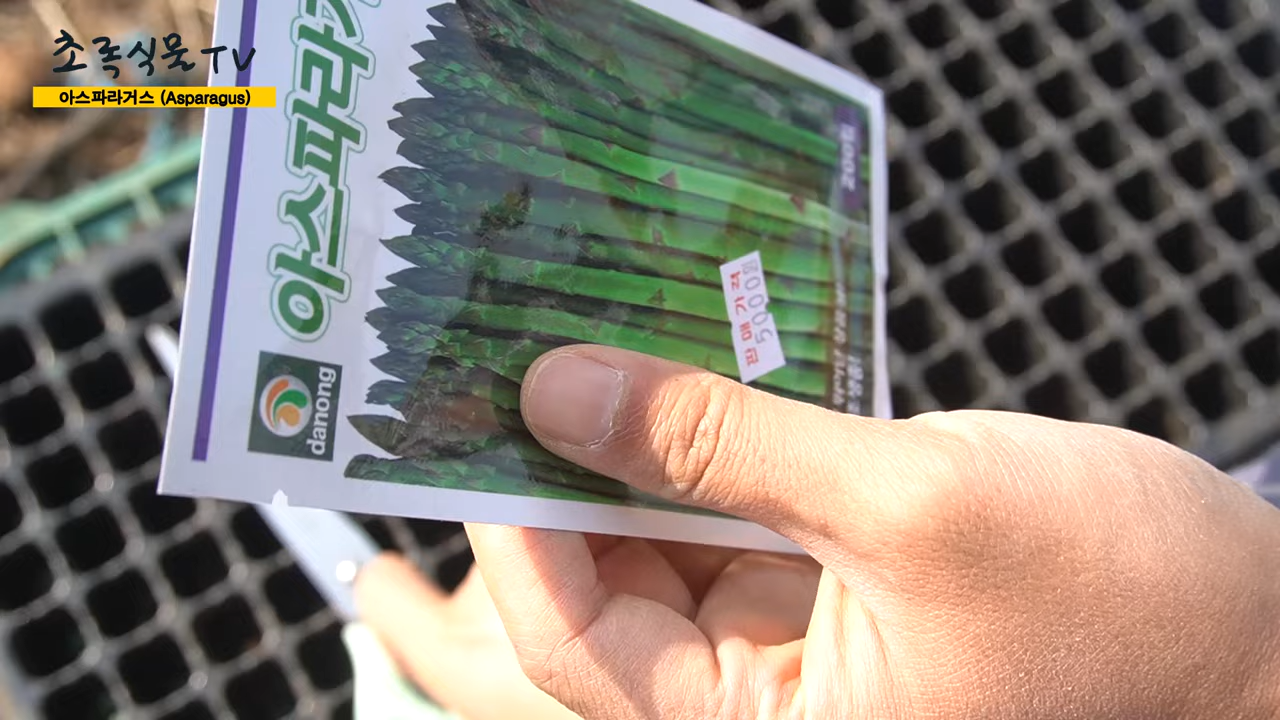 초록식물TV
아스파라거스 (Asparagus)
아스파라거
danong
판매가격
5000원